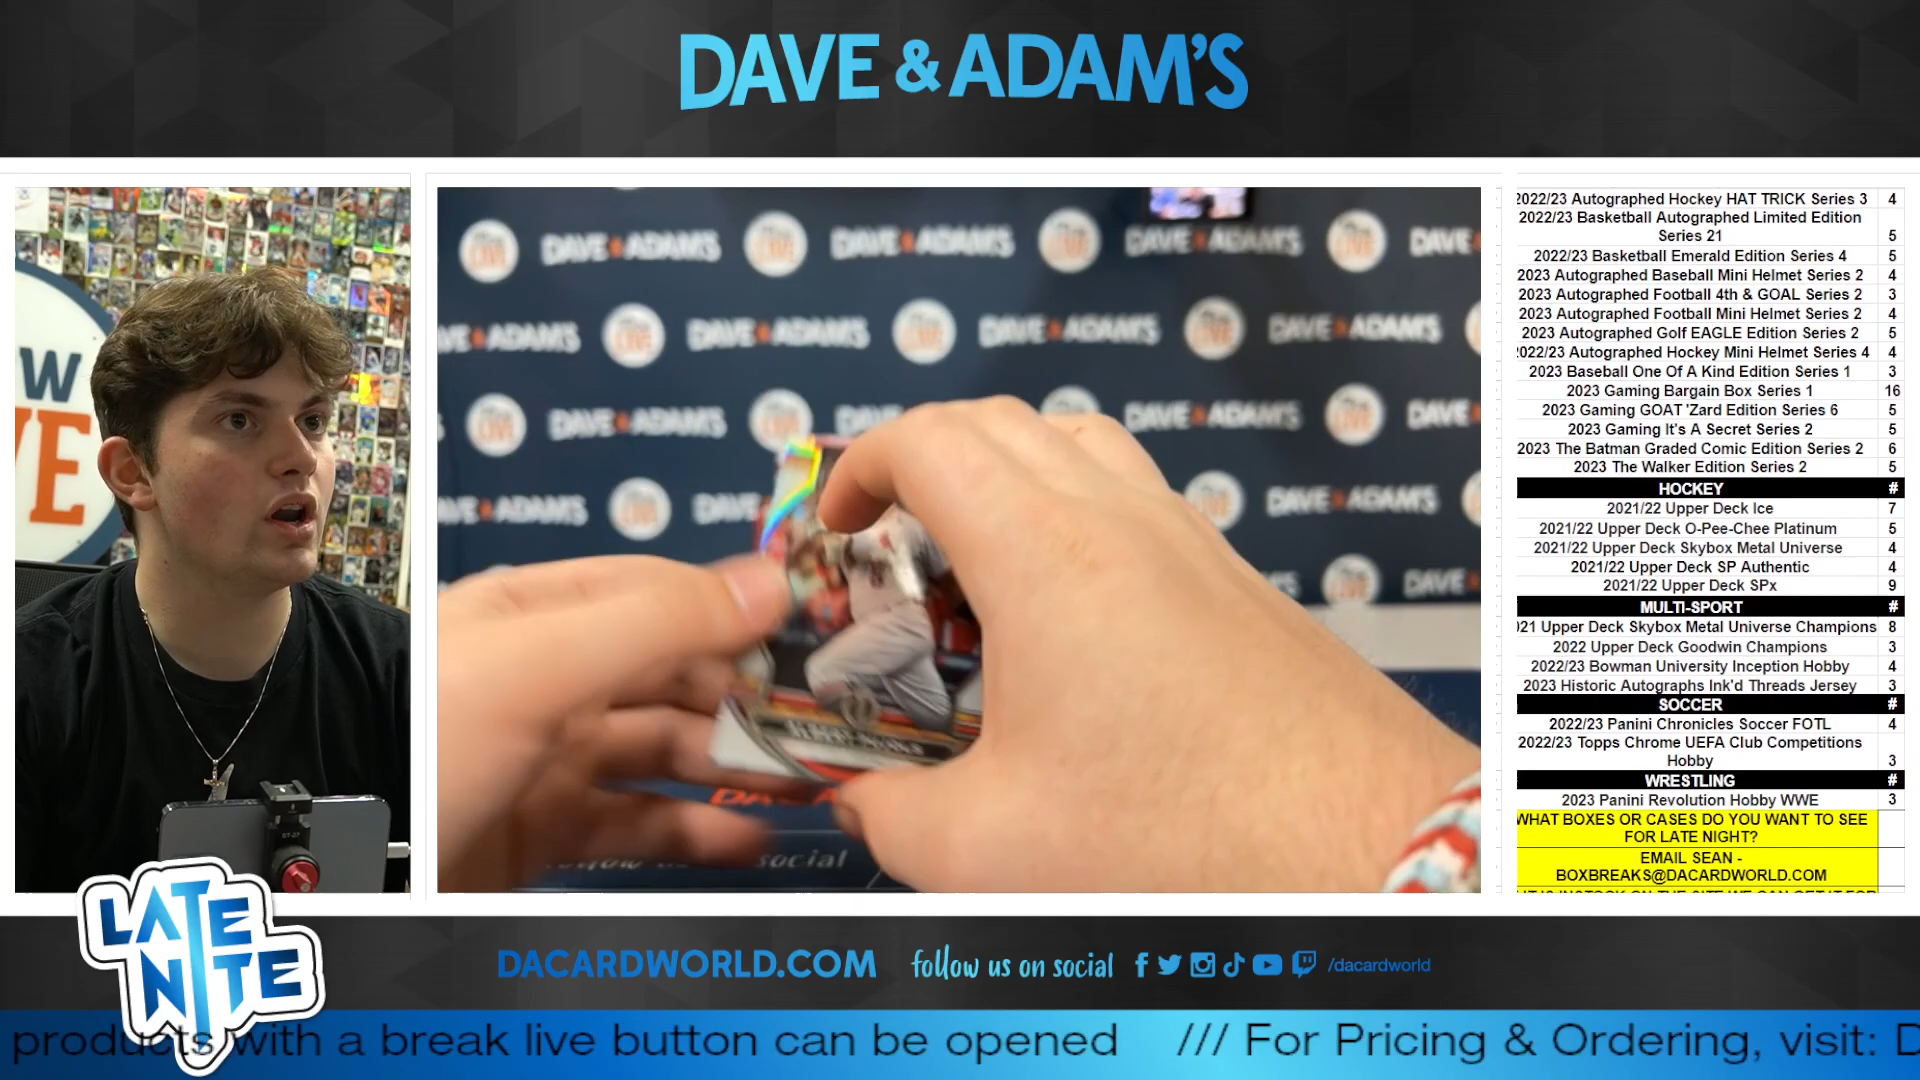 DAVE & ADAM'S
2022/23 Autographed Hockey HAT TRICK Series 3 4
2022/23 Basketball Autographed Limited Edition
Series 21 5
2022/23 Basketball Emerald Edition Series 4 5
2023 Autographed Baseball Mini Helmet Series 2 4
2023 Autographed Football 4th & GOAL Series 2 3
2023 Autographed Football Mini Helmet Series 2 4
2023 Autographed Golf EAGLE Edition Series 2 5
2022/23 Autographed Hockey Mini Helmet Series 4 4
2023 Baseball One Of A Kind Edition Series 1 3
2023 Gaming Bargain Box Series 1 16
2023 Gaming GOAT 'Zard Edition Series 6 5
2023 Gaming It's A Secret Series 2 5
2023 The Batman Graded Comic Edition Series 2 6
2023 The Walker Edition Series 2 5
HOCKEY #
2021/22 Upper Deck Ice 7
2021/22 Upper Deck O-Pee-Chee Platinum 5
2021/22 Upper Deck Skybox Metal Universe 4
2021/22 Upper Deck SP Authentic 4
2021/22 Upper Deck SPx 9
MULTI-SPORT #
021 Upper Deck Skybox Metal Universe Champions 8
2022 Upper Deck Goodwin Champions 3
2022/23 Bowman University Inception Hobby 4
2023 Historic Autographs Ink'd Threads Jersey 3
SOCCER #
2022/23 Panini Chronicles Soccer FOTL 4
2022/23 Topps Chrome UEFA Club Competitions
Hobby 3
WRESTLING #
2023 Panini Revolution Hobby WWE 3
WHAT BOXES OR CASES DO YOU WANT TO SEE
FOR LATE NIGHT?
EMAIL SEAN -
BOXBREAKS@DACARDWORLD.COM
DAVE & ADAM'S DAVE & ADAM'S DAVE & ADAM'S
LIVE
social
LATE
NITE
DACARDWORLD.COM follow us on social /dacardworld
products with a break live button can be opened /// For Pricing & Ordering, visit: D